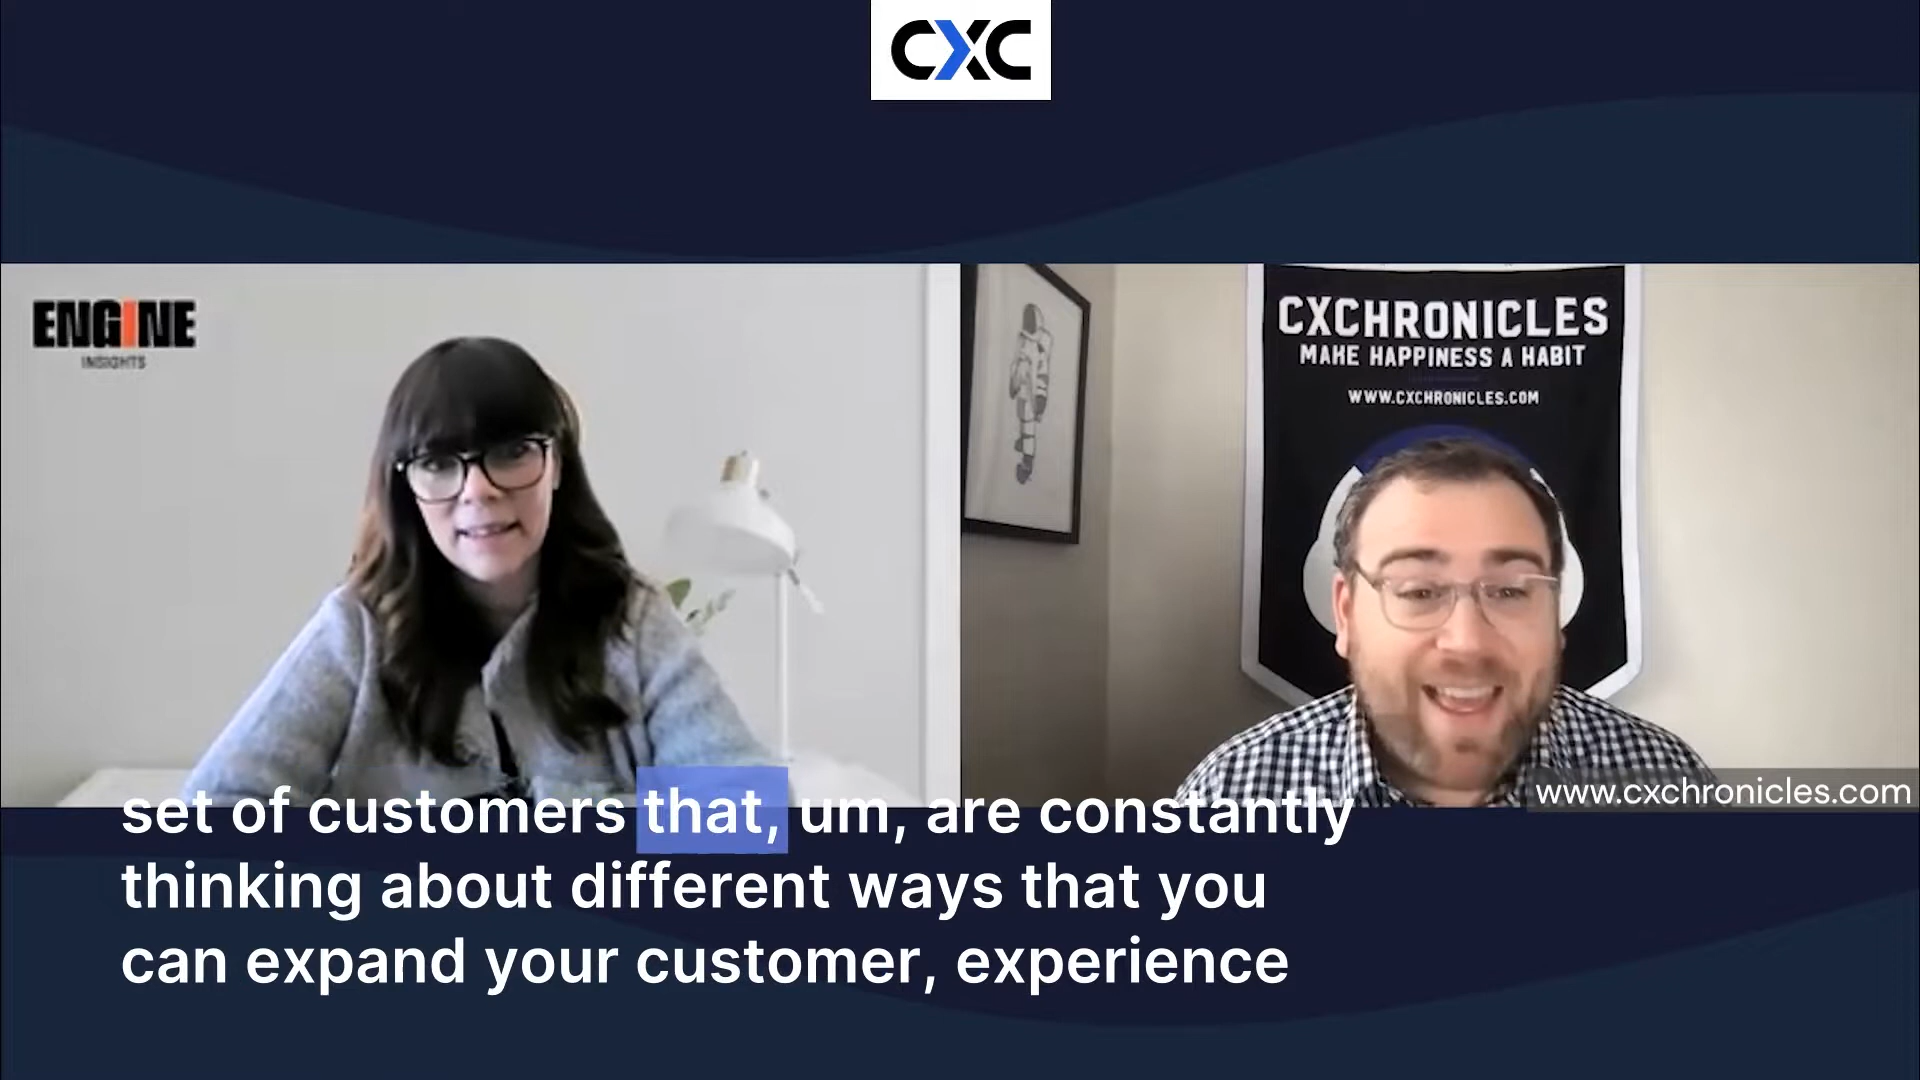 CXC
ENGINE
INSIGHTS
CXCHRONICLES
MAKE HAPPINESS A HABIT
WWW.CXCHRONICLES.COM
www.cxchronicles.com
set of customers that, um, are constantly
thinking about different ways that you
can expand your customer, experience